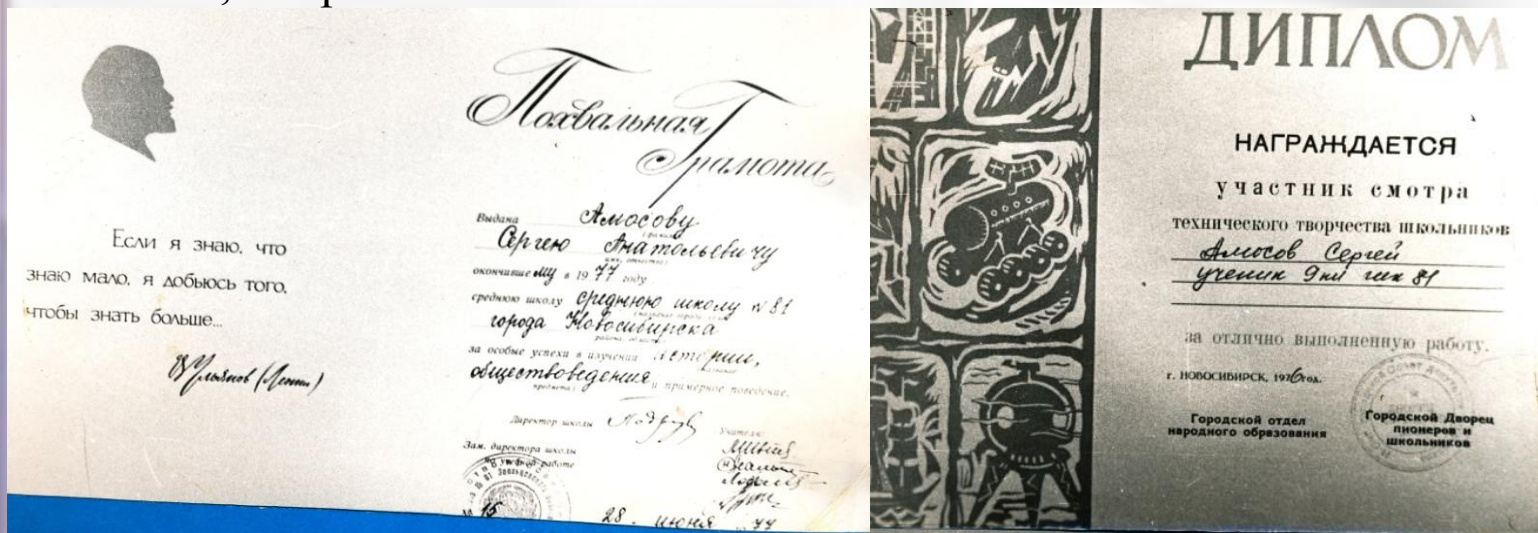 Если я знаю, что
знаю мало, я добьюсь того,
чтобы знать больше...
В Ульянов (Ленин)
Похвальная
Грамота
Выдана Амосову
Сергею Анатольевичу
окончившему в 1977 году
среднюю школу среднюю школу № 81
города Новосибирска
за особые успехи в изучении истории,
обществоведения и примерное поведение.
Директор школы
Зам. директора школы
по учебной работе
Учителя:
28 июня 77
ДИПЛОМ
НАГРАЖДАЕТСЯ
участник смотра
технического творчества школьников
Амосов Сергей
ученик 81
за отлично выполненную работу.
г. НОВОСИБИРСК, 1976 год.
Городской отдел
народного образования
Городской Дворец
пионеров и
школьников